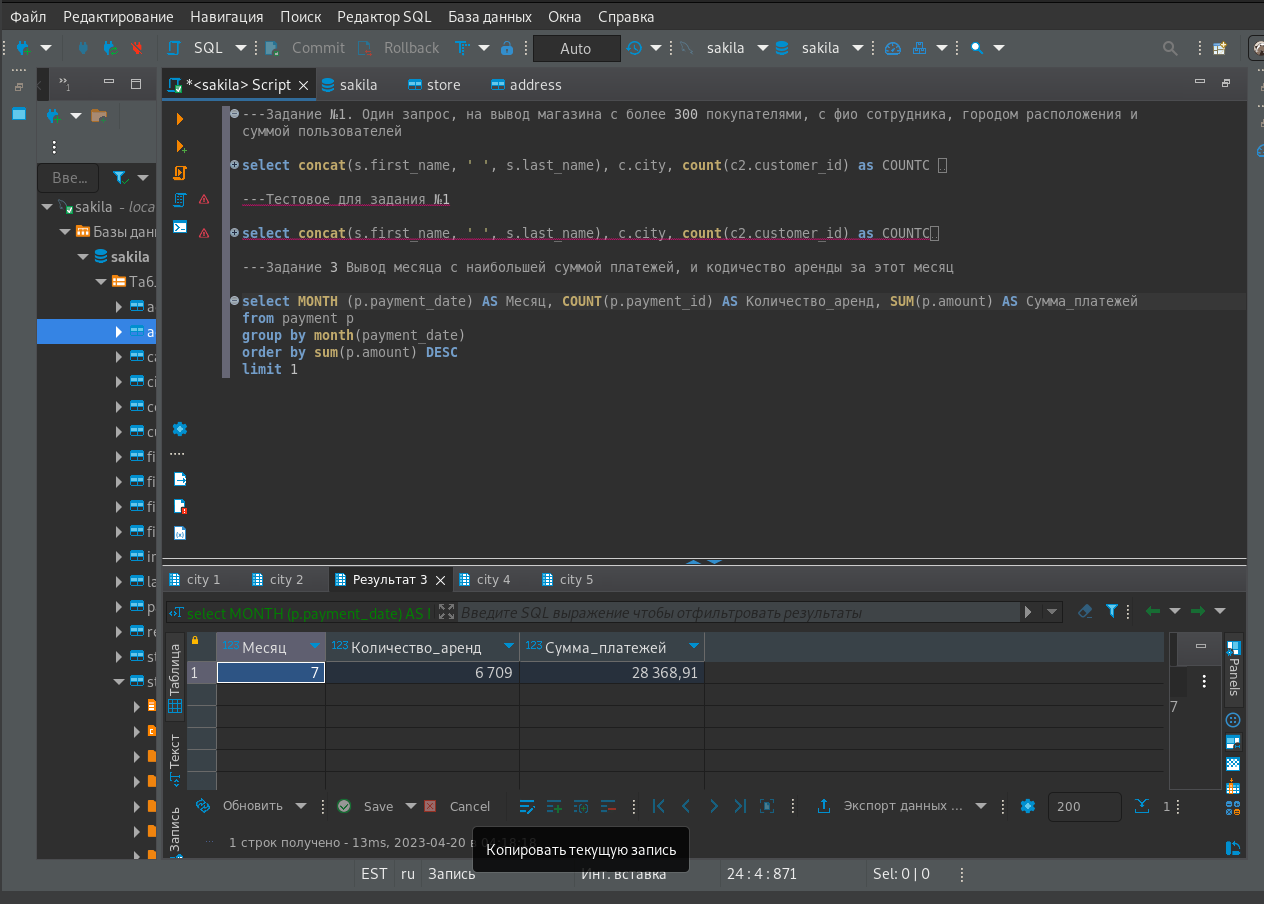 Файл Редактирование Навигация Поиск Редактор SQL База данных Окна Справка
SQL Commit Rollback Auto sakila sakila
*<sakila> Script sakila store address
Вве...
sakila - loca
Базы дан
sakila
Таб
---Задание №1. Один запрос, на вывод магазина с более 300 покупателями, с фио сотрудника, городом расположения и
суммой пользователей
select concat(s.first_name, ' ', s.last_name), c.city, count(c2.customer_id) as COUNTC
---Тестовое для задания №1
select concat(s.first_name, ' ', s.last_name), c.city, count(c2.customer_id) as COUNTC
---Задание 3 Вывод месяца с наибольшей суммой платежей, и кодичество аренды за этот месяц
select MONTH (p.payment_date) AS Месяц, COUNT(p.payment_id) AS Количество_аренд, SUM(p.amount) AS Сумма_платежей
from payment p
group by month(payment_date)
order by sum(p.amount) DESC
limit 1
city 1 city 2 Результат 3 city 4 city 5
select MONTH (p.payment_date) AS Введите SQL выражение чтобы отфильтровать результаты
Таблица
Текст
Запись
123 Месяц 123 Количество_аренд 123 Сумма_платежей
1 7 6 709 28 368,91
Panels
7
Обновить Save Cancel Экспорт данных ... 200 1
1 строк получено - 13ms, 2023-04-20 в
Копировать текущую запись
EST ru Запись Инт. вставка 24 : 4 : 871 Sel: 0 | 0